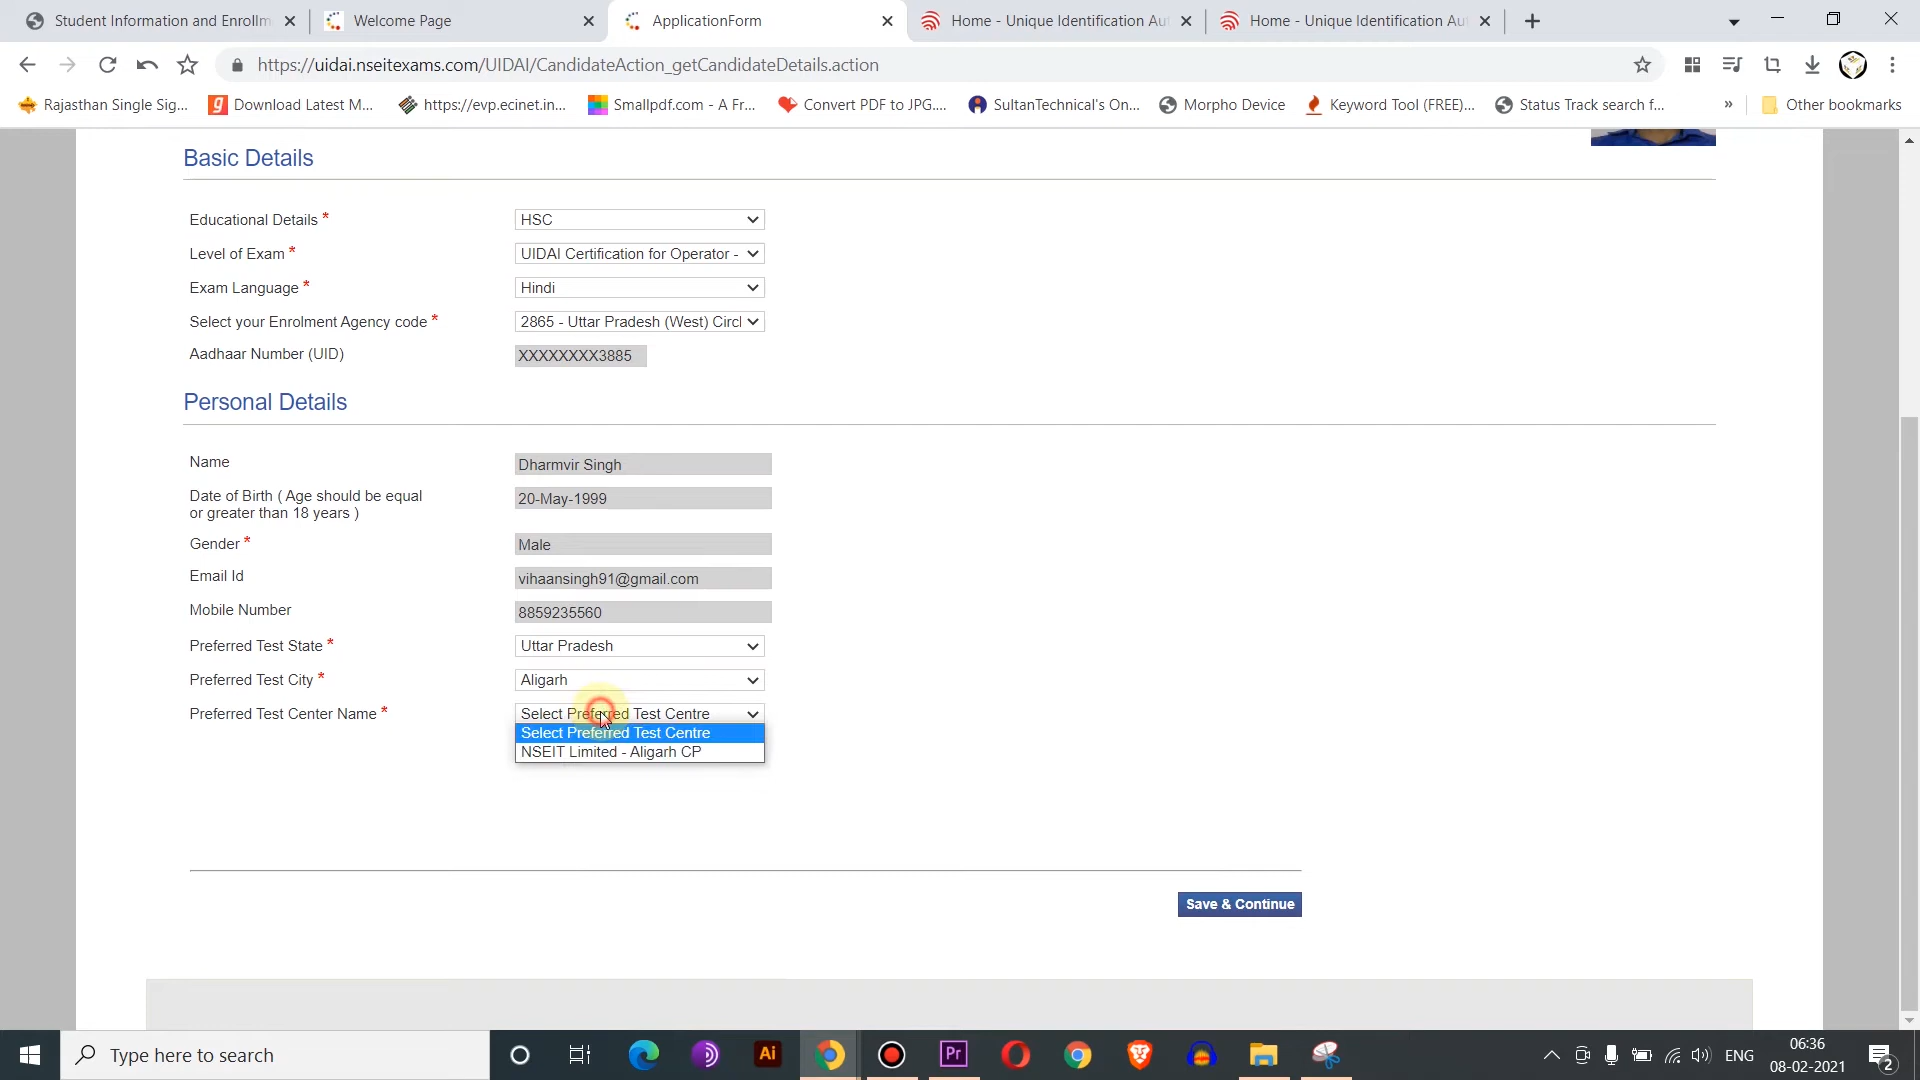 Student Information and Enrollm
Welcome Page
ApplicationForm
Home - Unique Identification Aut
Home - Unique Identification Aut
https://uidai.nseitexams.com/UIDAI/CandidateAction_getCandidateDetails.action
Rajasthan Single Sig...
Download Latest M...
https://evp.ecinet.in...
Smallpdf.com - A Fr...
Convert PDF to JPG....
SultanTechnical's On...
Morpho Device
Keyword Tool (FREE)...
Status Track search f...
»
Other bookmarks
Basic Details
Educational Details * HSC
Level of Exam * UIDAI Certification for Operator -
Exam Language * Hindi
Select your Enrolment Agency code * 2865 - Uttar Pradesh (West) Circl
Aadhaar Number (UID) XXXXXXXX3885
Personal Details
Name Dharmvir Singh
Date of Birth ( Age should be equal
or greater than 18 years )
20-May-1999
Gender * Male
Email Id vihaansingh91@gmail.com
Mobile Number 8859235560
Preferred Test State * Uttar Pradesh
Preferred Test City * Aligarh
Preferred Test Center Name * Select Preferred Test Centre
Select Preferred Test Centre
NSEIT Limited - Aligarh CP
Save & Continue
Type here to search
Ai
Pr
ENG
06:36
08-02-2021
2